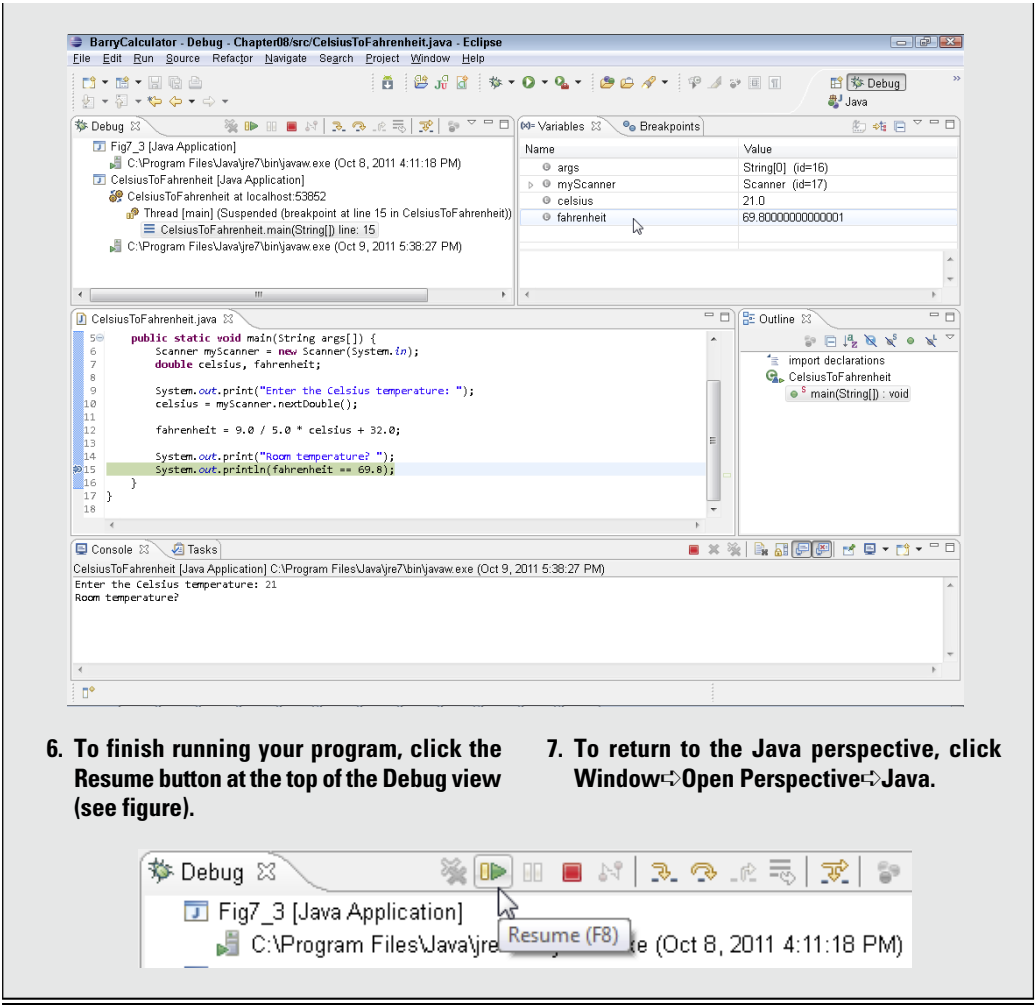 BarryCalculator - Debug - Chapter08/src/CelsiusToFahrenheit.java - Eclipse
File Edit Run Source Refactor Navigate Search Project Window Help
Debug
»
Java
Debug
Fig7_3 [Java Application]
C:\Program Files\Java\jre7\bin\javaw.exe (Oct 8, 2011 4:11:18 PM)
CelsiusToFahrenheit [Java Application]
CelsiusToFahrenheit at localhost:53852
Thread [main] (Suspended (breakpoint at line 15 in CelsiusToFahrenheit))
CelsiusToFahrenheit.main(String[]) line: 15
C:\Program Files\Java\jre7\bin\javaw.exe (Oct 9, 2011 5:38:27 PM)
(x)= Variables Breakpoints
Name Value
args String[0] (id=16)
myScanner Scanner (id=17)
celsius 21.0
fahrenheit 69.80000000000001
CelsiusToFahrenheit.java
5 public static void main(String args[]) {
6 Scanner myScanner = new Scanner(System.in);
7 double celsius, fahrenheit;
8
9 System.out.print("Enter the Celsius temperature: ");
10 celsius = myScanner.nextDouble();
11
12 fahrenheit = 9.0 / 5.0 * celsius + 32.0;
13
14 System.out.print("Room temperature? ");
15 System.out.println(fahrenheit == 69.8);
16 }
17 }
18
Outline
import declarations
CelsiusToFahrenheit
S main(String[]) : void
Console Tasks
CelsiusToFahrenheit [Java Application] C:\Program Files\Java\jre7\bin\javaw.exe (Oct 9, 2011 5:38:27 PM)
Enter the Celsius temperature: 21
Room temperature?
6. To finish running your program, click the
Resume button at the top of the Debug view
(see figure).
7. To return to the Java perspective, click
Window➪Open Perspective➪Java.
Debug
Fig7_3 [Java Application]
C:\Program Files\Java\jre
e (Oct 8, 2011 4:11:18 PM)
Resume (F8)